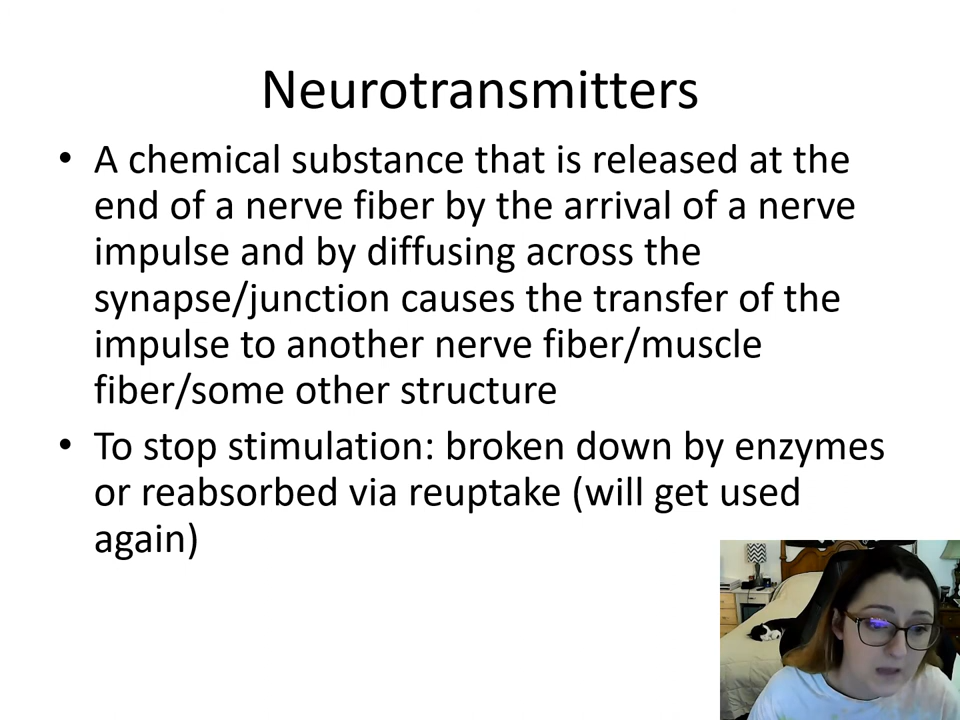 Neurotransmitters
• A chemical substance that is released at the
end of a nerve fiber by the arrival of a nerve
impulse and by diffusing across the
synapse/junction causes the transfer of the
impulse to another nerve fiber/muscle
fiber/some other structure
• To stop stimulation: broken down by enzymes
or reabsorbed via reuptake (will get used
again)